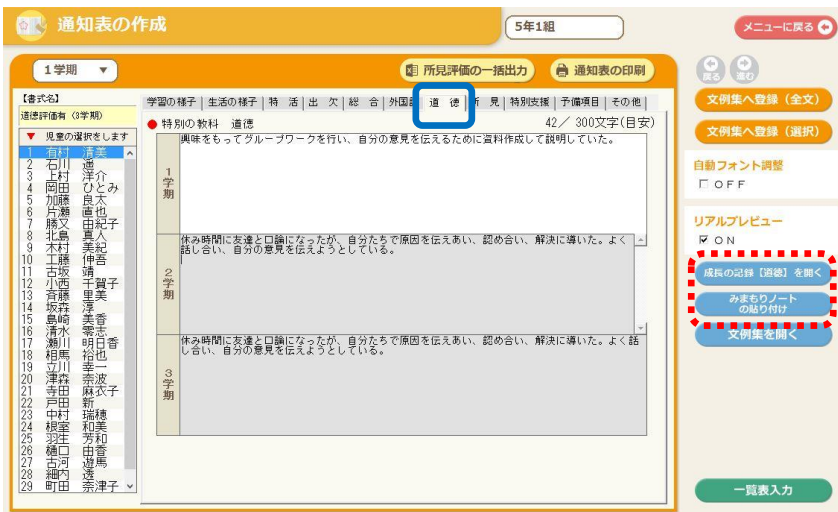 通知表の作成
5年1組
メニューに戻る
1学期 ▼
所見評価の一括出力
通知表の印刷
戻る
進む
【書式名】
道徳評価有（3学期）
▼ 児童の選択をします
1 有村 清美
2 石川 遥
3 上村 洋介
4 岡田 ひとみ
5 加藤 良太
6 片瀬 直也
7 勝又 由紀子
8 北島 真人
9 木村 美紀
10 工藤 伸吾
11 古坂 靖
12 小西 千賀子
13 斉藤 里美
14 坂森 淳
15 島崎 美香
16 清水 零志
17 瀬川 明日香
18 相馬 裕也
19 立川 幸一
20 津森 奈波
21 寺田 麻衣子
22 戸田 新
23 中村 瑞穂
24 根室 和美
25 羽生 芳和
26 樋口 由香
27 古河 遊馬
28 細内 透
29 町田 奈津子
学習の様子 | 生活の様子 | 特 活 | 出 欠 | 総 合 | 外国語 | 道 徳 | 所 見 | 特別支援 | 予備項目 | その他
● 特別の教科 道徳
42／ 300文字(目安)
1学期
興味をもってグループワークを行い、自分の意見を伝えるために資料作成して説明していた。
2学期
休み時間に友達と口論になったが、自分たちで原因を伝えあい、認め合い、解決に導いた。よく
話し合い、自分の意見を伝えようとしている。
3学期
休み時間に友達と口論になったが、自分たちで原因を伝えあい、認め合い、解決に導いた。よく話
し合い、自分の意見を伝えようとしている。
文例集へ登録（全文）
文例集へ登録（選択）
自動フォント調整
OFF
リアルプレビュー
ON
成長の記録【道徳】を開く
みまもりノート
の貼り付け
文例集を開く
一覧表入力